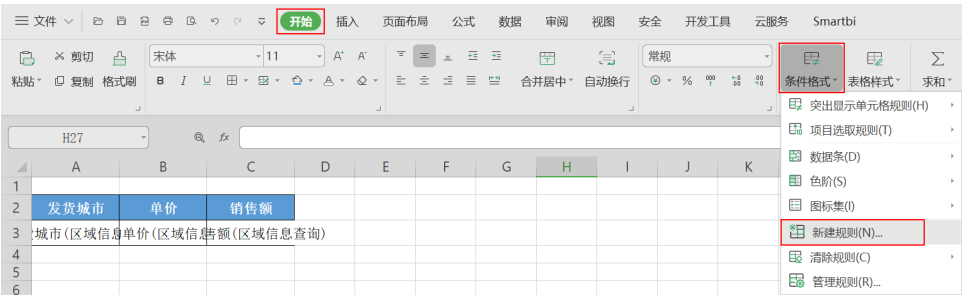 文件 开始 插入 页面布局 公式 数据 审阅 视图 安全 开发工具 云服务 Smartbi
剪切 宋体 11 A⁺ A⁻ 常规
粘贴 复制 格式刷 B I U A 合并居中 自动换行 % 条件格式 表格样式 求和
突出显示单元格规则(H)
项目选取规则(T)
H27 fx
数据条(D)
A B C D E F G H I J K
色阶(S)
1
2 发货城市 单价 销售额
图标集(I)
3 城市(区域信息 单价(区域信息 售额(区域信息查询)
新建规则(N)...
4
清除规则(C)
5
管理规则(R)...
6